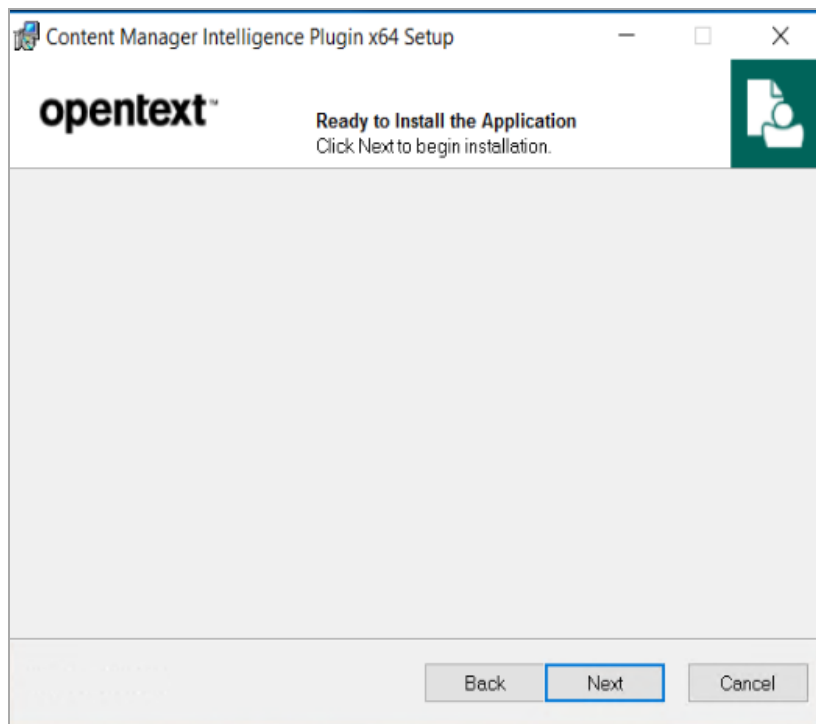 Content Manager Intelligence Plugin x64 Setup
opentext™
Ready to Install the Application
Click Next to begin installation.
Back
Next
Cancel